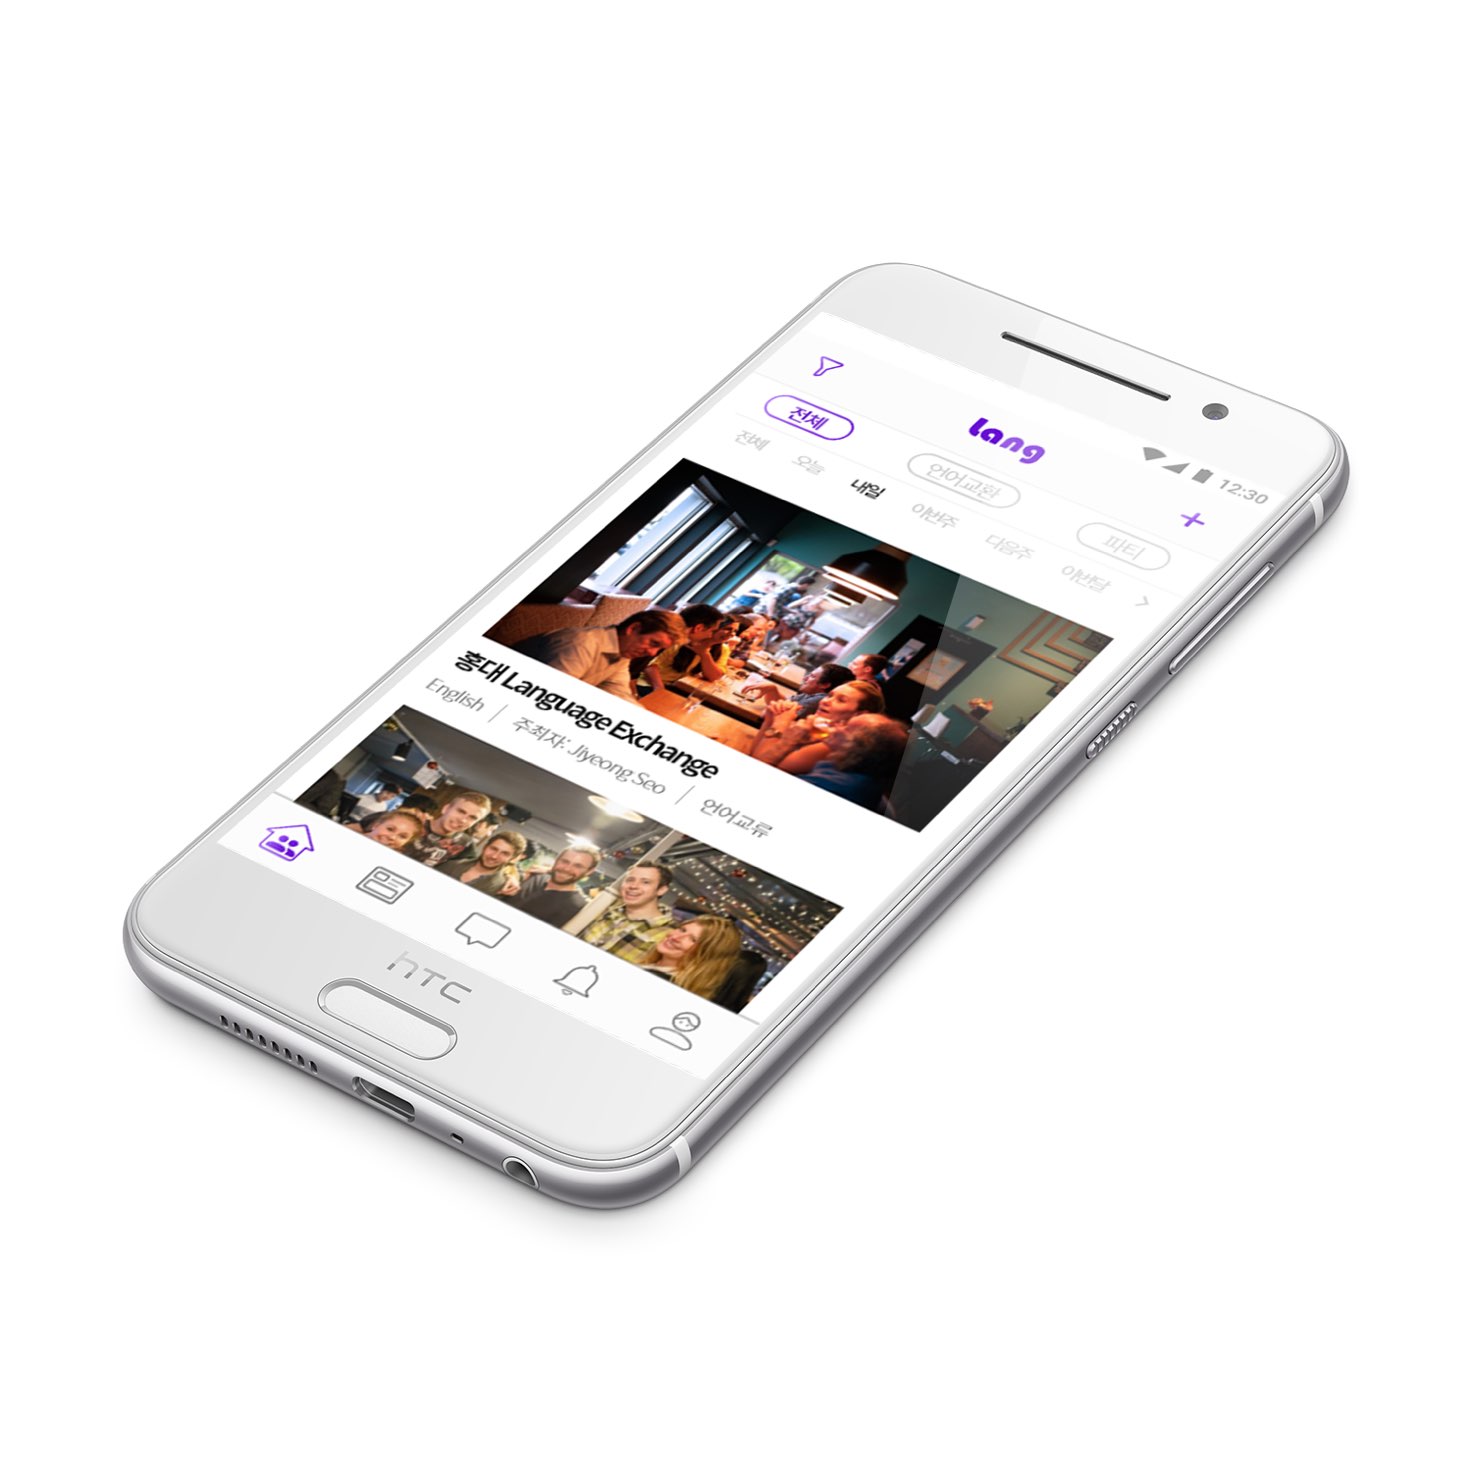 12:30
lang
전체 언어교환 파티
전체 오늘 내일 이번주 다음주 이번달
홍대 Language Exchange
English | 주최자: Jiyeong Seo | 언어교류
hTC